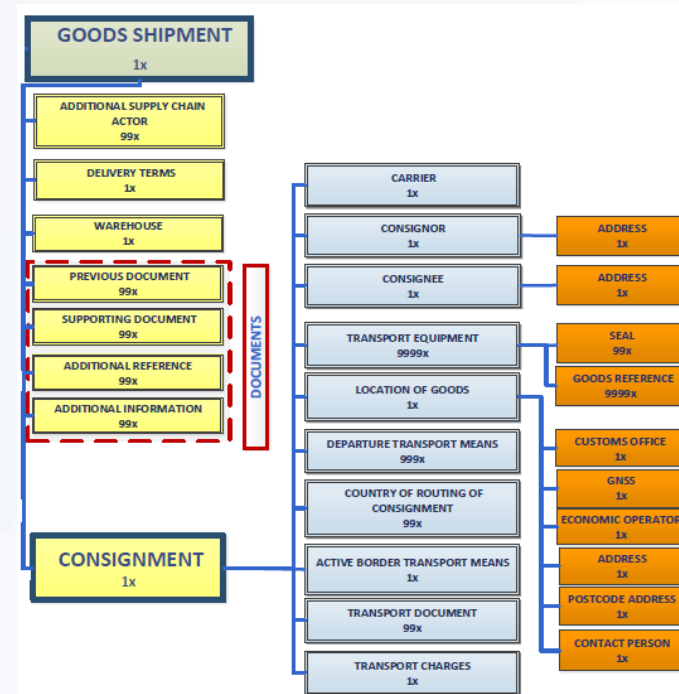 GOODS SHIPMENT
1x
ADDITIONAL SUPPLY CHAIN
ACTOR
99x
DELIVERY TERMS
1x
WAREHOUSE
1x
PREVIOUS DOCUMENT
99x
SUPPORTING DOCUMENT
99x
ADDITIONAL REFERENCE
99x
ADDITIONAL INFORMATION
99x
DOCUMENTS
CONSIGNMENT
1x
CARRIER
1x
CONSIGNOR
1x
CONSIGNEE
1x
TRANSPORT EQUIPMENT
9999x
LOCATION OF GOODS
1x
DEPARTURE TRANSPORT MEANS
999x
COUNTRY OF ROUTING OF
CONSIGNMENT
99x
ACTIVE BORDER TRANSPORT MEANS
1x
TRANSPORT DOCUMENT
99x
TRANSPORT CHARGES
1x
ADDRESS
1x
ADDRESS
1x
SEAL
99x
GOODS REFERENCE
9999x
CUSTOMS OFFICE
1x
GNSS
1x
ECONOMIC OPERATOR
1x
ADDRESS
1x
POSTCODE ADDRESS
1x
CONTACT PERSON
1x